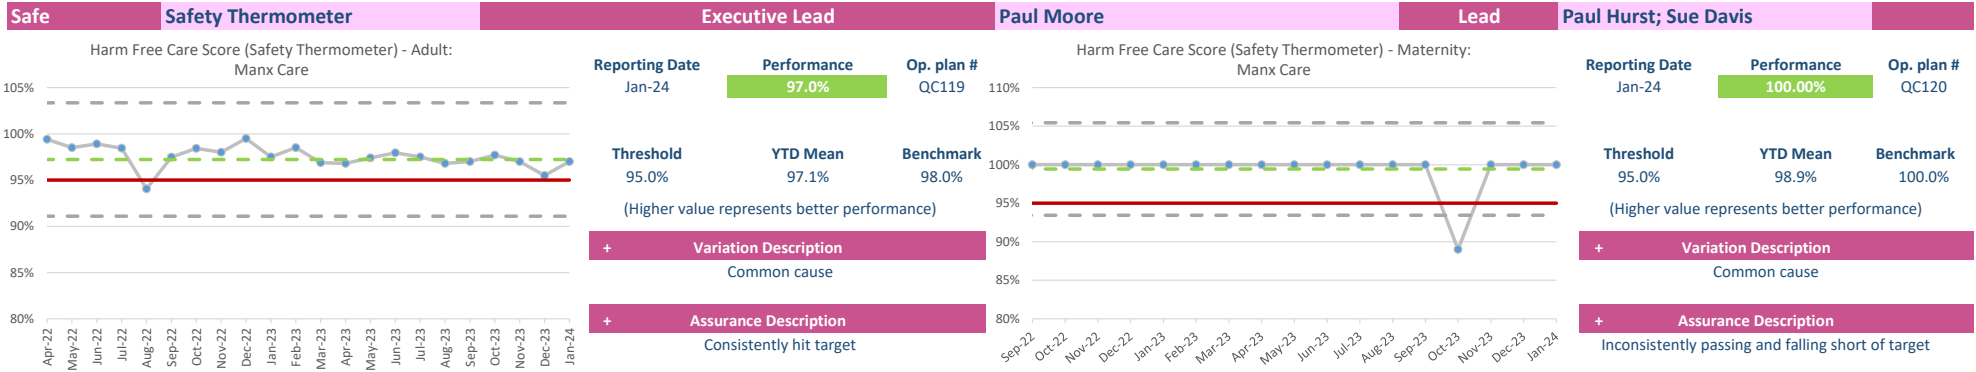 Safe Safety Thermometer Executive Lead Paul Moore Lead Paul Hurst; Sue Davis
Harm Free Care Score (Safety Thermometer) - Adult:
Manx Care
105%
100%
95%
90%
85%
80%
Apr-22 May-22 Jun-22 Jul-22 Aug-22 Sep-22 Oct-22 Nov-22 Dec-22 Jan-23 Feb-23 Mar-23 Apr-23 May-23 Jun-23 Jul-23 Aug-23 Sep-23 Oct-23 Nov-23 Dec-23 Jan-24
Reporting Date Performance Op. plan #
Jan-24 97.0% QC119
Threshold YTD Mean Benchmark
95.0% 97.1% 98.0%
(Higher value represents better performance)
+ Variation Description
Common cause
+ Assurance Description
Consistently hit target
Harm Free Care Score (Safety Thermometer) - Maternity:
Manx Care
110%
105%
100%
95%
90%
85%
80%
Sep-22 Oct-22 Nov-22 Dec-22 Jan-23 Feb-23 Mar-23 Apr-23 May-23 Jun-23 Jul-23 Aug-23 Sep-23 Oct-23 Nov-23 Dec-23 Jan-24
Reporting Date Performance Op. plan #
Jan-24 100.00% QC120
Threshold YTD Mean Benchmark
95.0% 98.9% 100.0%
(Higher value represents better performance)
+ Variation Description
Common cause
+ Assurance Description
Inconsistently passing and falling short of target